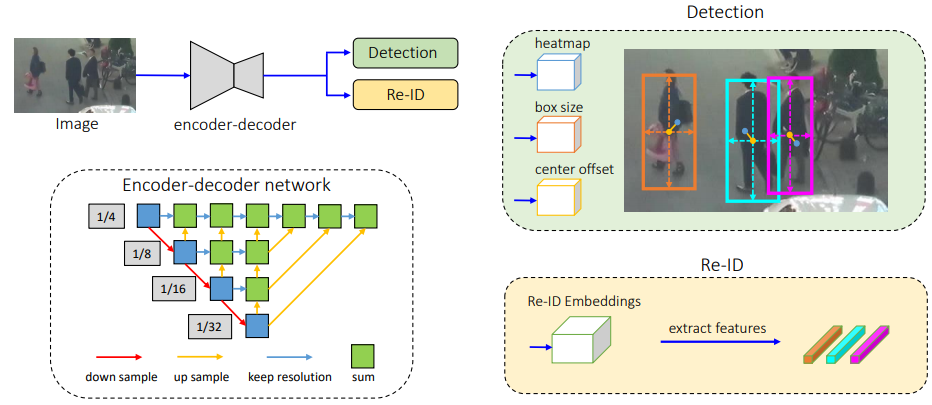 Image
encoder-decoder
Detection
Re-ID
Encoder-decoder network
1/4
1/8
1/16
1/32
down sample
up sample
keep resolution
sum
Detection
heatmap
box size
center offset
Re-ID
Re-ID Embeddings
extract features